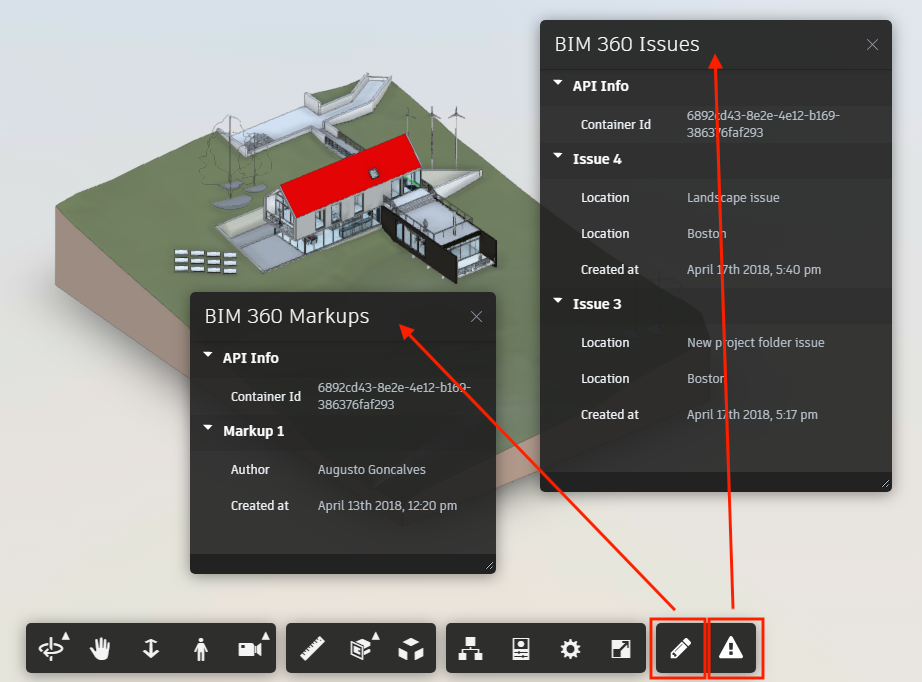 BIM 360 Issues
API Info
Container Id 6892cd43-8e2e-4e12-b169-
386376faf293
Issue 4
Location Landscape issue
Location Boston
Created at April 17th 2018, 5:40 pm
Issue 3
Location New project folder issue
Location Boston
Created at April 17th 2018, 5:17 pm
BIM 360 Markups
API Info
Container Id 6892cd43-8e2e-4e12-b169-
386376faf293
Markup 1
Author Augusto Goncalves
Created at April 13th 2018, 12:20 pm